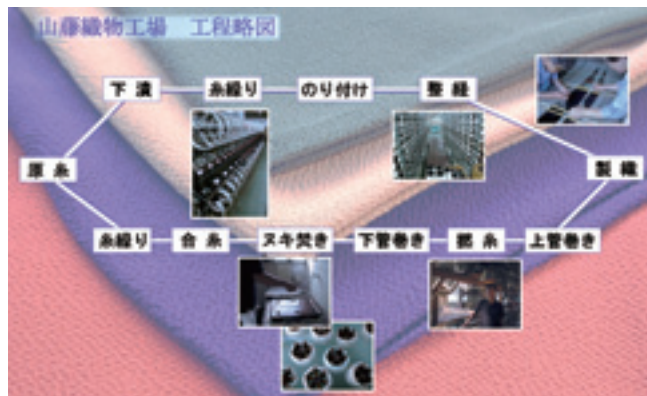 山藤織物工場 工程略図
下漬
糸繰り
のり付け
整経
原糸
製織
糸繰り
合糸
ヌキ焚き
下管巻き
撚糸
上管巻き